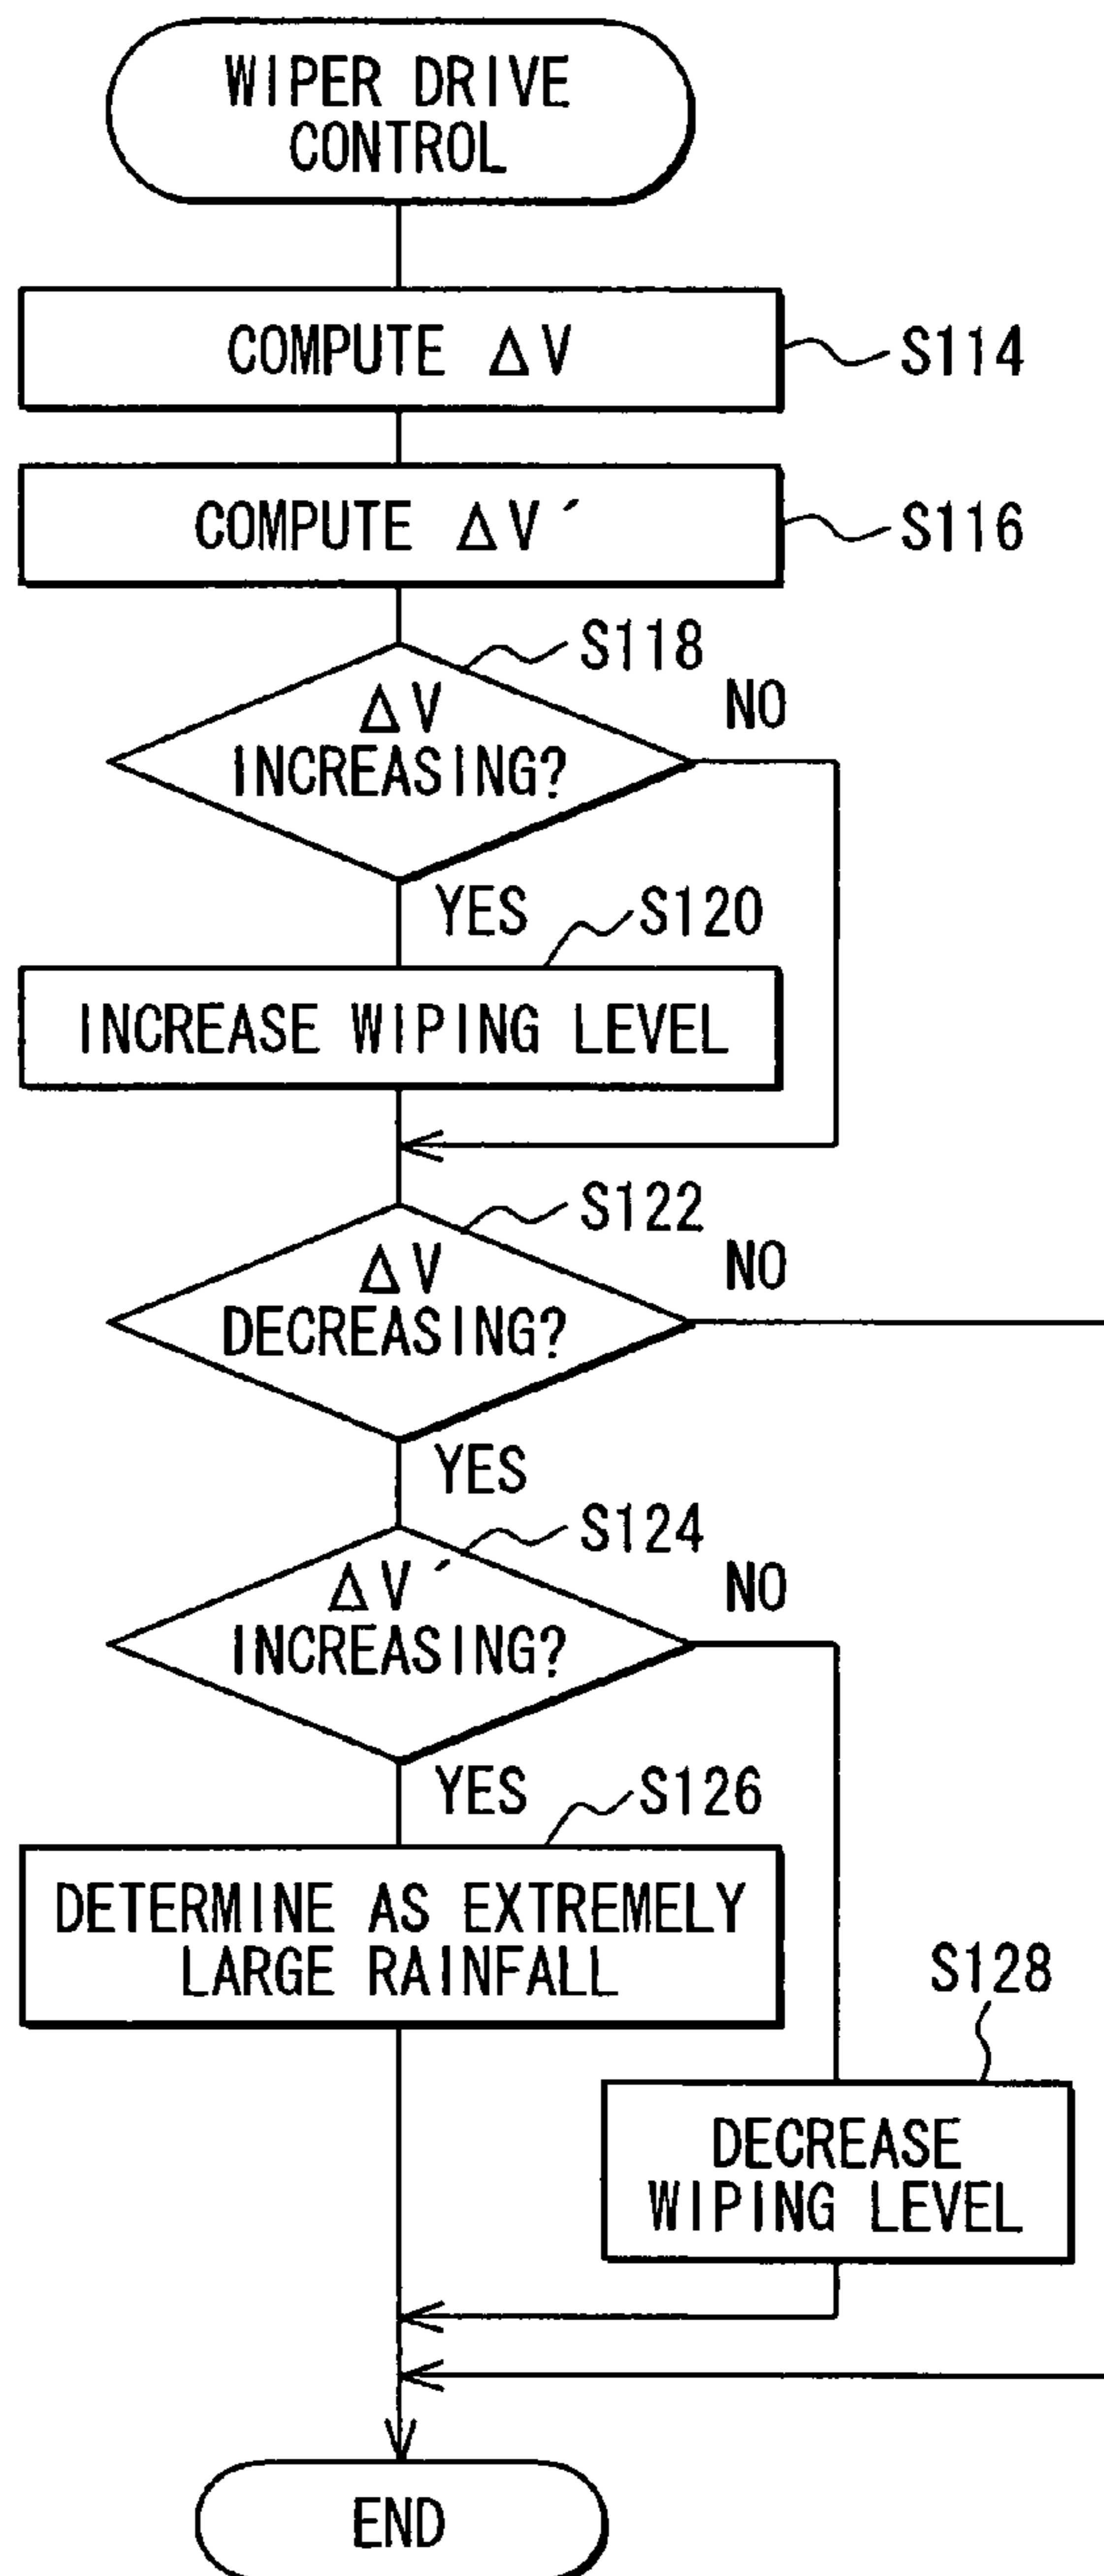 WIPER DRIVE
CONTROL
COMPUTE ΔV
S114
COMPUTE ΔV´
S116
S118
ΔV
INCREASING?
NO
YES
S120
INCREASE WIPING LEVEL
S122
ΔV
DECREASING?
NO
YES
S124
ΔV´
INCREASING?
NO
YES
S126
DETERMINE AS EXTREMELY
LARGE RAINFALL
S128
DECREASE
WIPING LEVEL
END